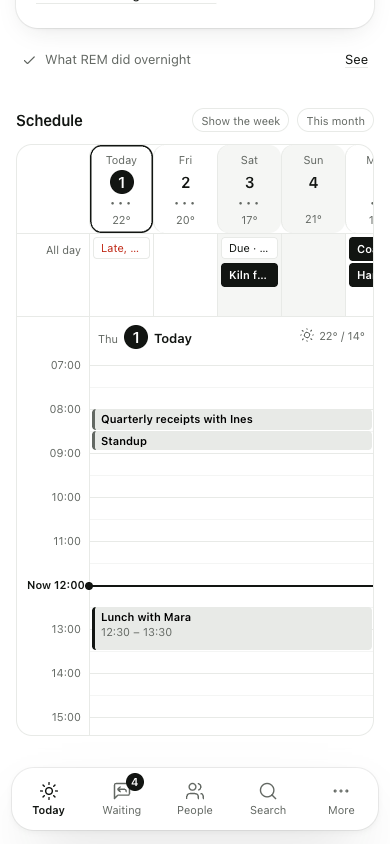 What REM did overnight See
Schedule Show the week This month
Today Fri Sat Sun
1 2 3 4
22° 20° 17° 21°
All day Late, ... Due · ...
Kiln f...
Thu 1 Today 22° / 14°
07:00
08:00
Quarterly receipts with Ines
Standup
09:00
10:00
11:00
Now 12:00
Lunch with Mara
12:30 – 13:30
13:00
14:00
15:00
4
Today Waiting People Search More